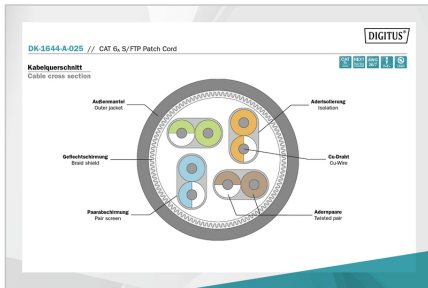 DIGITUS
DK-1644-A-025 // CAT 6A S/FTP Patch Cord
Kabelquerschnitt
Cable cross section
Außenmantel
Outer jacket
Aderisolierung
Isolation
Geflechtschirmung
Braid shield
Cu-Draht
Cu-Wire
Paarabschirmung
Pair screen
Adernpaare
Twisted pair